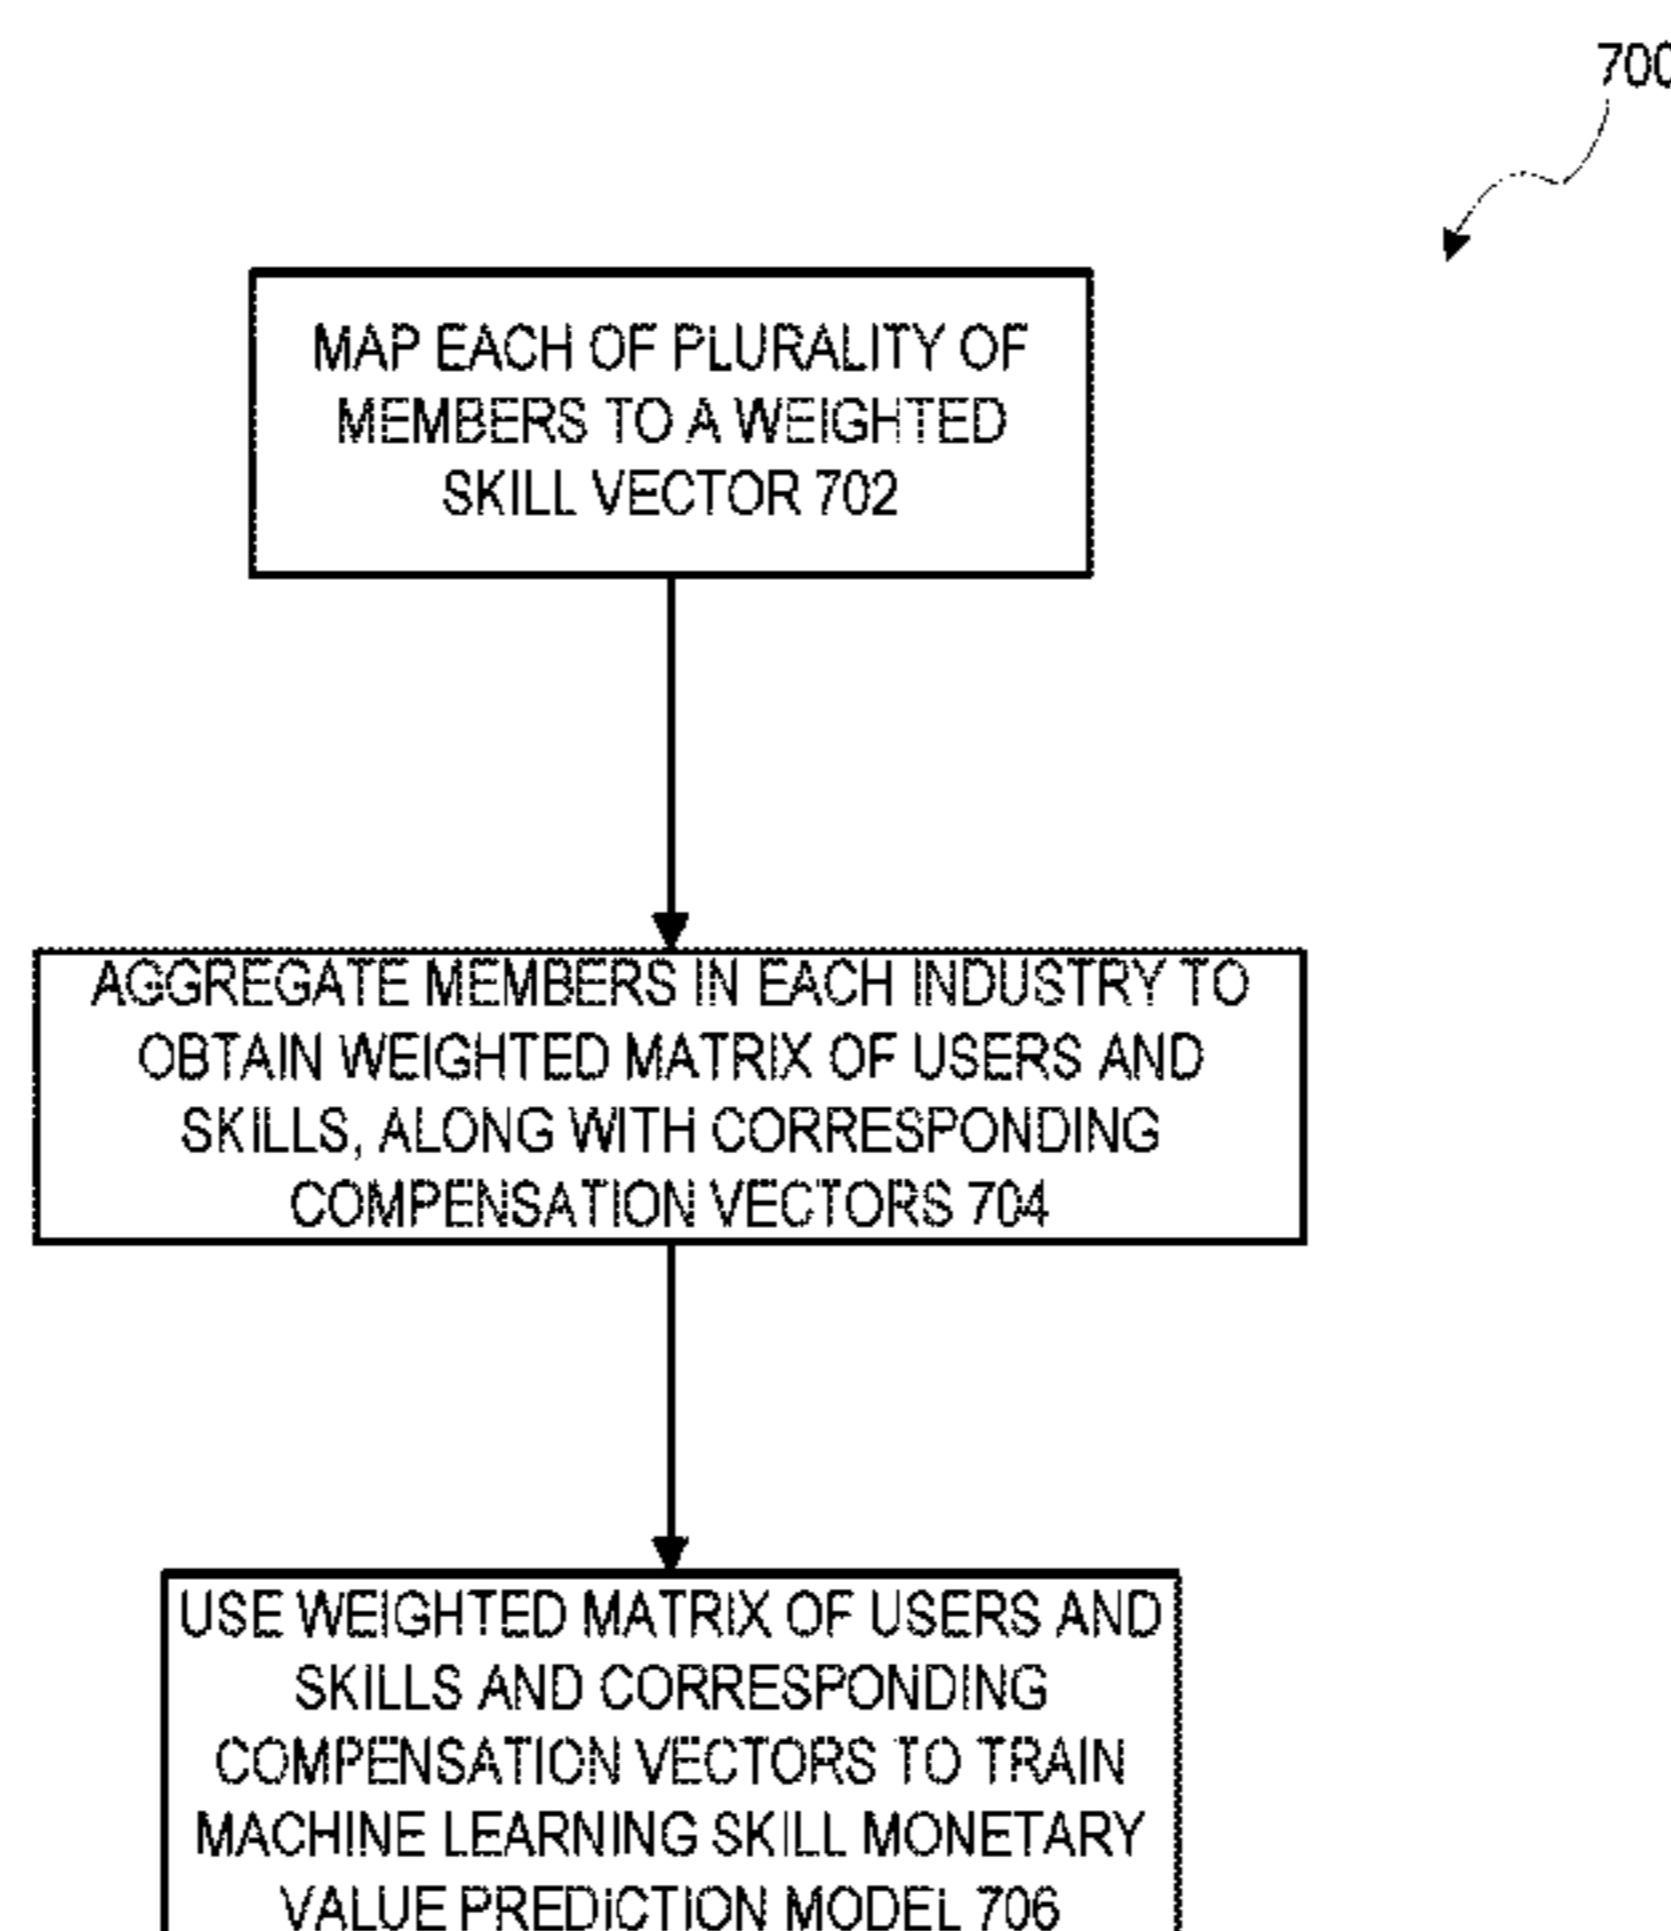 700
MAP EACH OF PLURALITY OF
MEMBERS TO A WEIGHTED
SKILL VECTOR 702
AGGREGATE MEMBERS IN EACH INDUSTRY TO
OBTAIN WEIGHTED MATRIX OF USERS AND
SKILLS, ALONG WITH CORRESPONDING
COMPENSATION VECTORS 704
USE WEIGHTED MATRIX OF USERS AND
SKILLS AND CORRESPONDING
COMPENSATION VECTORS TO TRAIN
MACHINE LEARNING SKILL MONETARY
VALUE PREDICTION MODEL 706